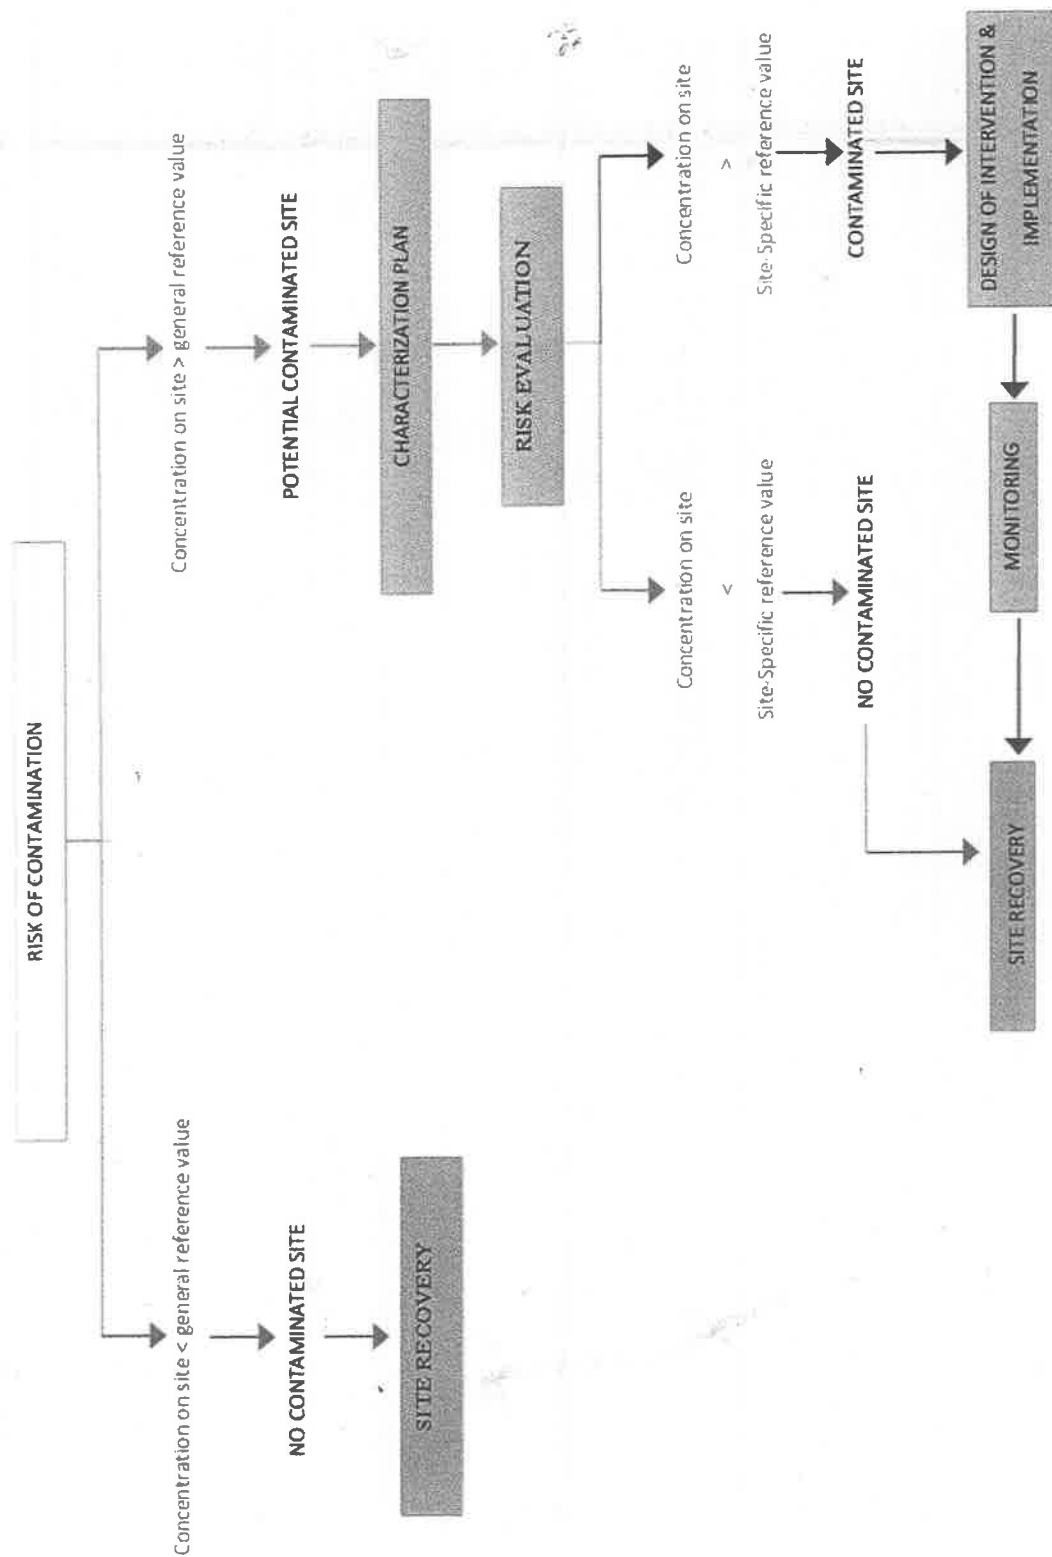 RISK OF CONTAMINATION
Concentration on site < general reference value
Concentration on site > general reference value
NO CONTAMINATED SITE
POTENTIAL CONTAMINATED SITE
SITE RECOVERY
CHARACTERIZATION PLAN
RISK EVALUATION
Concentration on site
<
Site-Specific reference value
Concentration on site
>
Site-Specific reference value
NO CONTAMINATED SITE
CONTAMINATED SITE
SITE RECOVERY
MONITORING
DESIGN OF INTERVENTION &
IMPLEMENTATION